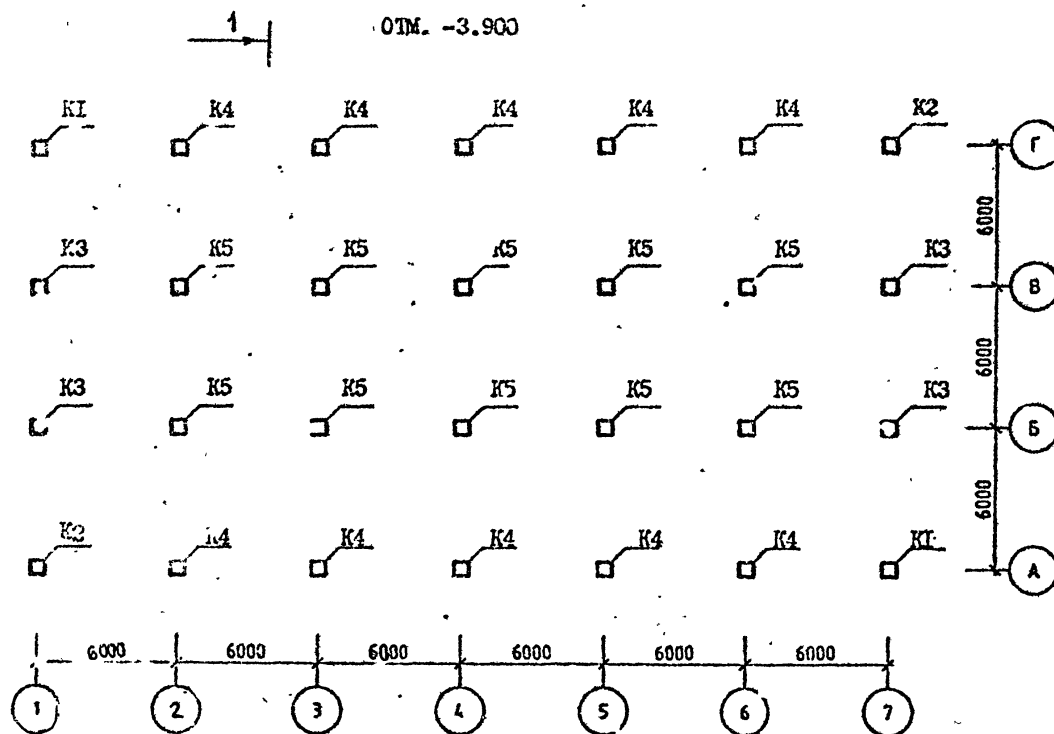 1 ОТМ. -3.900
К1 К4 К4 К4 К4 К4 К2
Г
6000
К3 К5 К5 К5 К5 К5 К3
В
6000
К3 К5 К5 К5 К5 К5 К3
Б
6000
К2 К4 К4 К4 К4 К4 К1
А
6000 6000 6000 6000 6000 6000
1 2 3 4 5 6 7